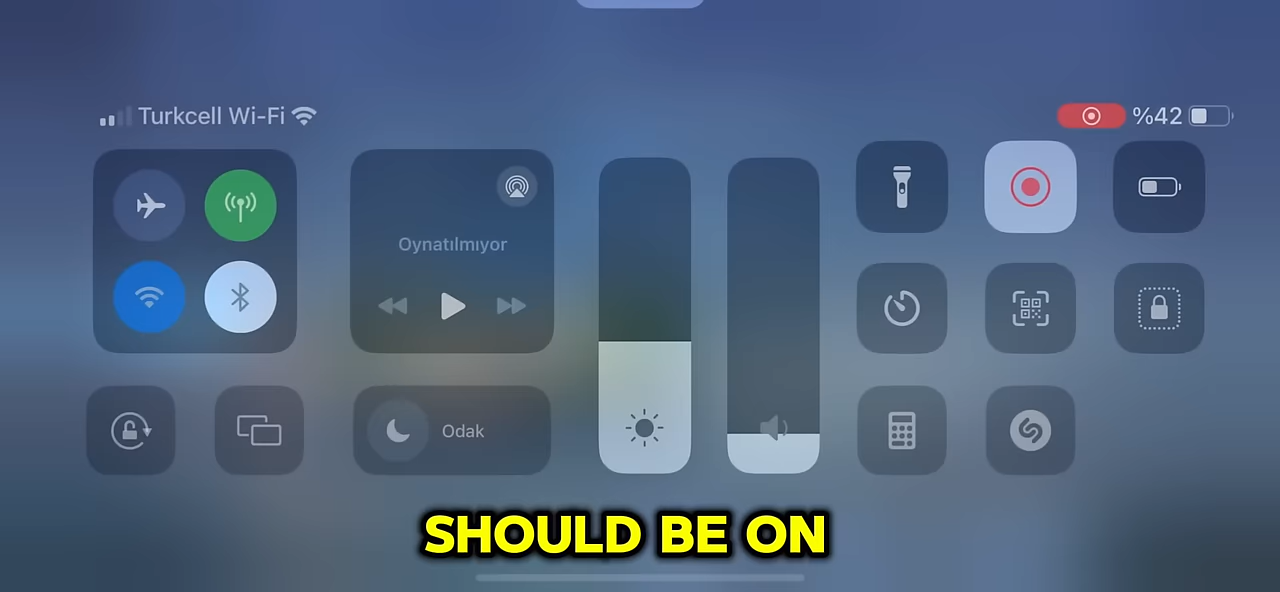 Turkcell Wi-Fi
%42
Oynatılmıyor
Odak
SHOULD BE ON